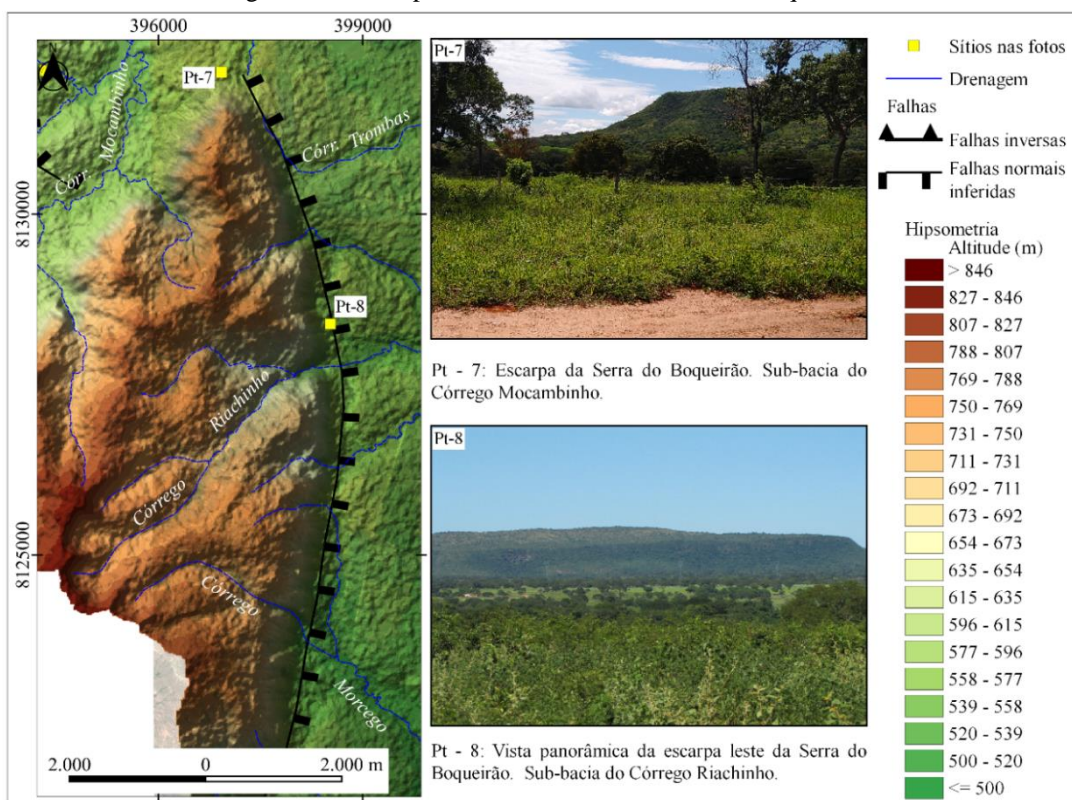 396000
399000
8130000
8125000
Pt-7
Pt-8
Córr. Mocambinho
Córr. Trombas
Córrego Riachinho
Córrego Morcego
2.000 0 2.000 m
Pt-7
Pt - 7: Escarpa da Serra do Boqueirão. Sub-bacia do
Córrego Mocambinho.
Pt-8
Pt - 8: Vista panorâmica da escarpa leste da Serra do
Boqueirão. Sub-bacia do Córrego Riachinho.
Sítios nas fotos
Drenagem
Falhas
Falhas inversas
Falhas normais
inferidas
Hipsometria
Altitude (m)
> 846
827 - 846
807 - 827
788 - 807
769 - 788
750 - 769
731 - 750
711 - 731
692 - 711
673 - 692
654 - 673
635 - 654
615 - 635
596 - 615
577 - 596
558 - 577
539 - 558
520 - 539
500 - 520
<= 500